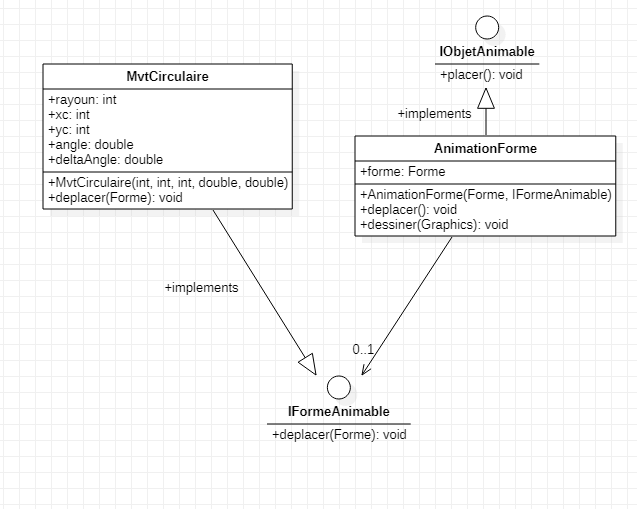 IObjetAnimable
+placer(): void
+implements
MvtCirculaire
+rayoun: int
+xc: int
+yc: int
+angle: double
+deltaAngle: double
+MvtCirculaire(int, int, int, double, double)
+deplacer(Forme): void
AnimationForme
+forme: Forme
+AnimationForme(Forme, IFormeAnimable)
+deplacer(): void
+dessiner(Graphics): void
+implements
0..1
IFormeAnimable
+deplacer(Forme): void